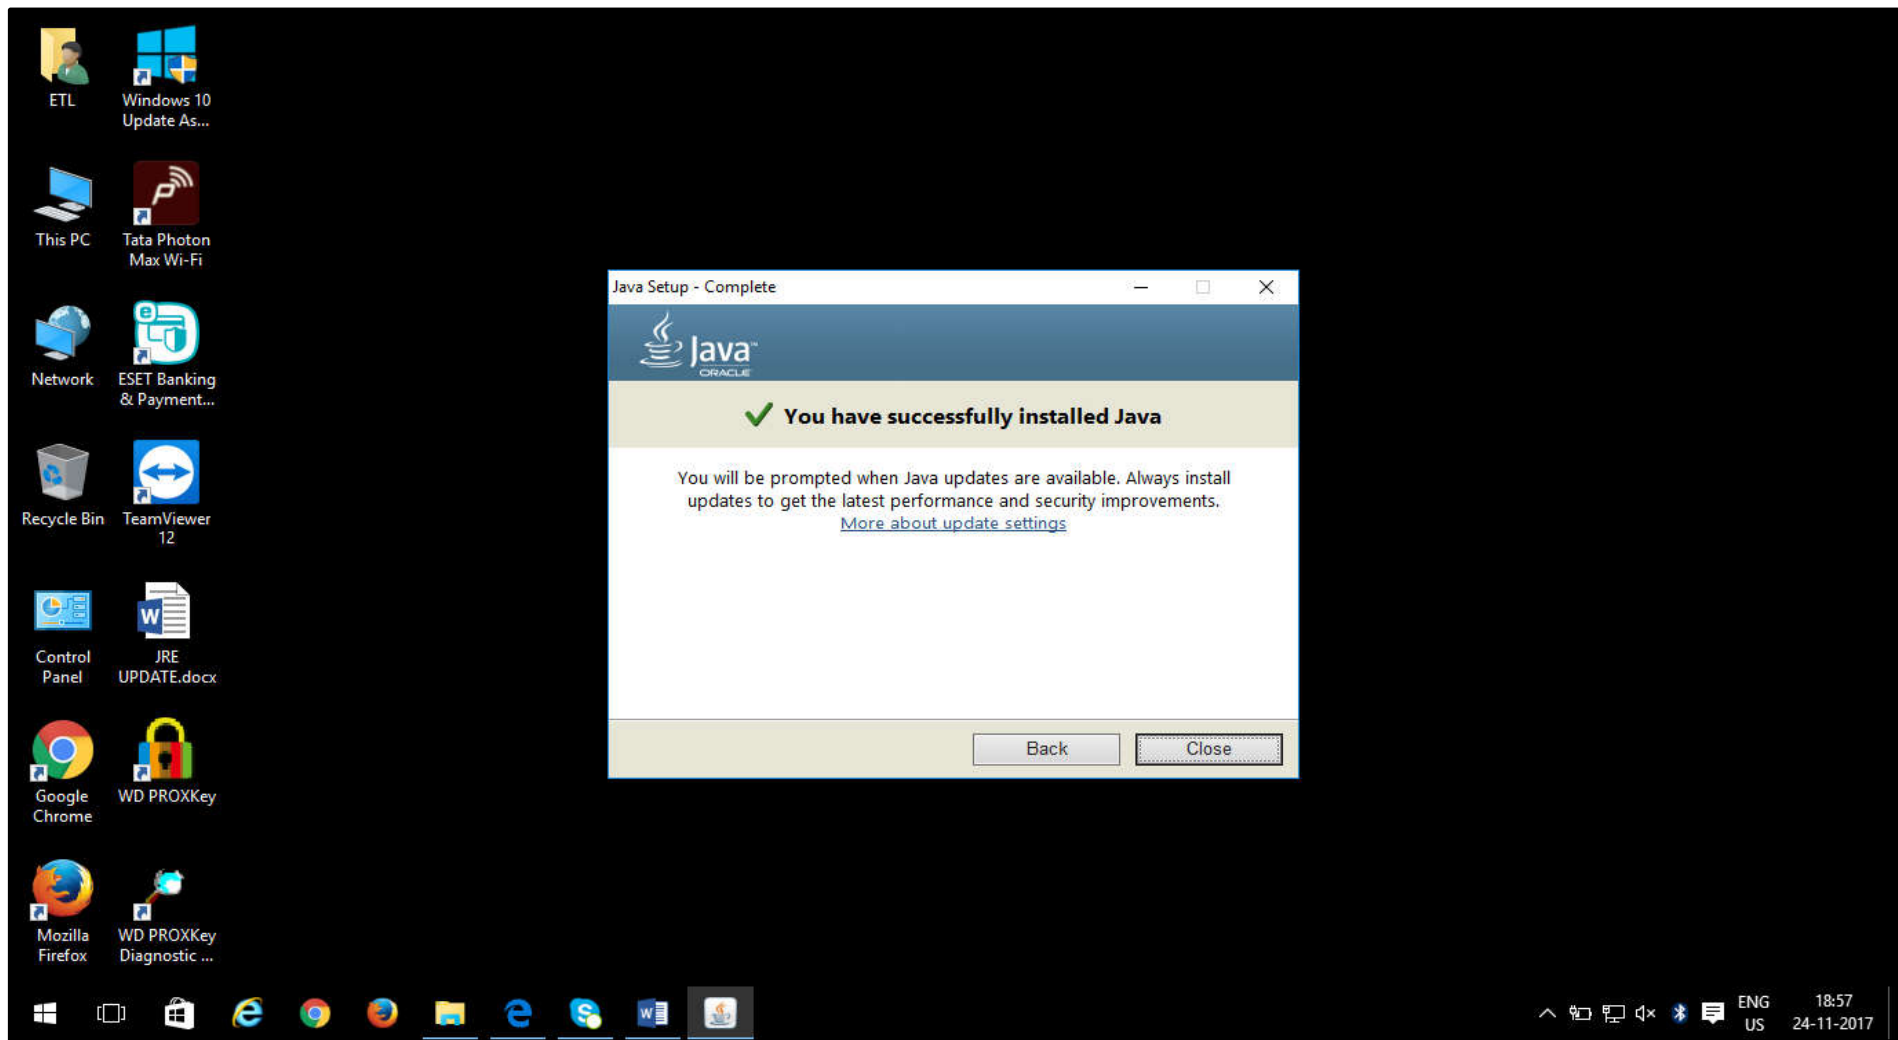 ETL
Windows 10
Update As...
This PC
Tata Photon
Max Wi-Fi
Network
ESET Banking
& Payment...
Recycle Bin
TeamViewer
12
Control
Panel
JRE
UPDATE.docx
Google
Chrome
WD PROXKey
Mozilla
Firefox
WD PROXKey
Diagnostic ...
Java Setup - Complete
Java™
ORACLE
You have successfully installed Java
You will be prompted when Java updates are available. Always install
updates to get the latest performance and security improvements.
More about update settings
Back
Close
ENG
US
18:57
24-11-2017